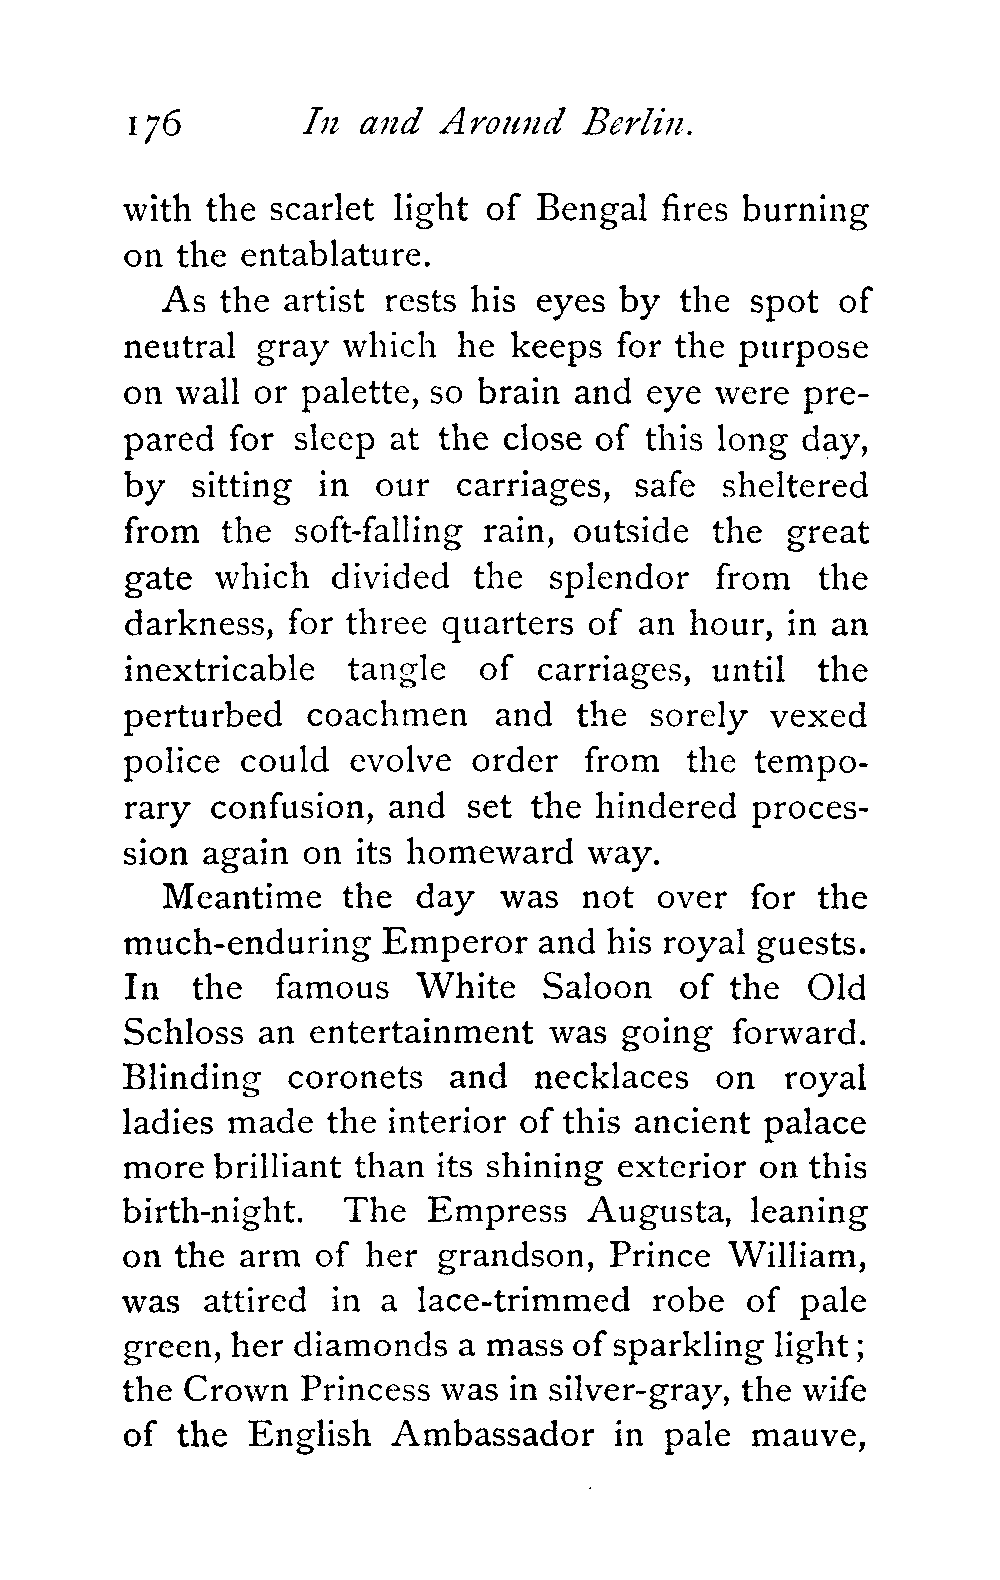 176 In and Around Berlin.
with the scarlet light of Bengal fires burning
on the entablature.
As the artist rests his eyes by the spot of
neutral gray which he keeps for the purpose
on wall or palette, so brain and eye were pre-
pared for sleep at the close of this long day,
by sitting in our carriages, safe sheltered
from the soft-falling rain, outside the great
gate which divided the splendor from the
darkness, for three quarters of an hour, in an
inextricable tangle of carriages, until the
perturbed coachmen and the sorely vexed
police could evolve order from the tempo-
rary confusion, and set the hindered proces-
sion again on its homeward way.
Meantime the day was not over for the
much-enduring Emperor and his royal guests.
In the famous White Saloon of the Old
Schloss an entertainment was going forward.
Blinding coronets and necklaces on royal
ladies made the interior of this ancient palace
more brilliant than its shining exterior on this
birth-night. The Empress Augusta, leaning
on the arm of her grandson, Prince William,
was attired in a lace-trimmed robe of pale
green, her diamonds a mass of sparkling light;
the Crown Princess was in silver-gray, the wife
of the English Ambassador in pale mauve,